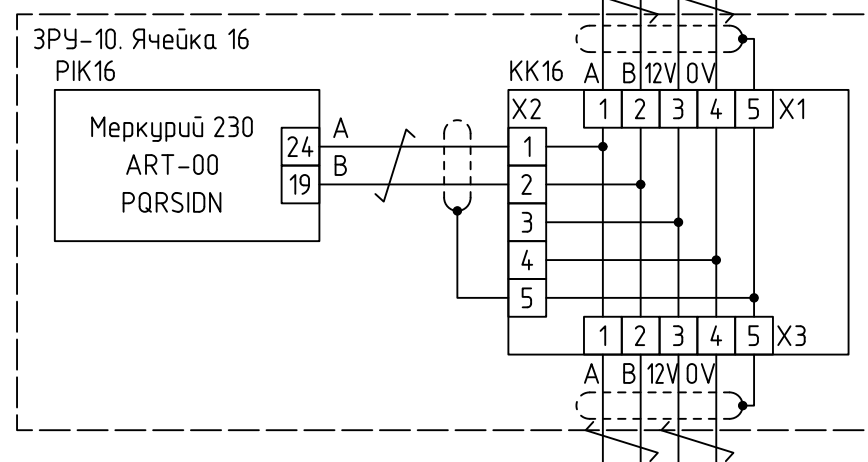 ЗРУ-10. Ячейка 16
PIK16
KK16
A B 12V 0V
Меркурий 230
ART-00
PQRSIDN
24 A
19 B
X2
1
2
3
4
5
1 2 3 4 5 X1
1 2 3 4 5 X3
A B 12V 0V